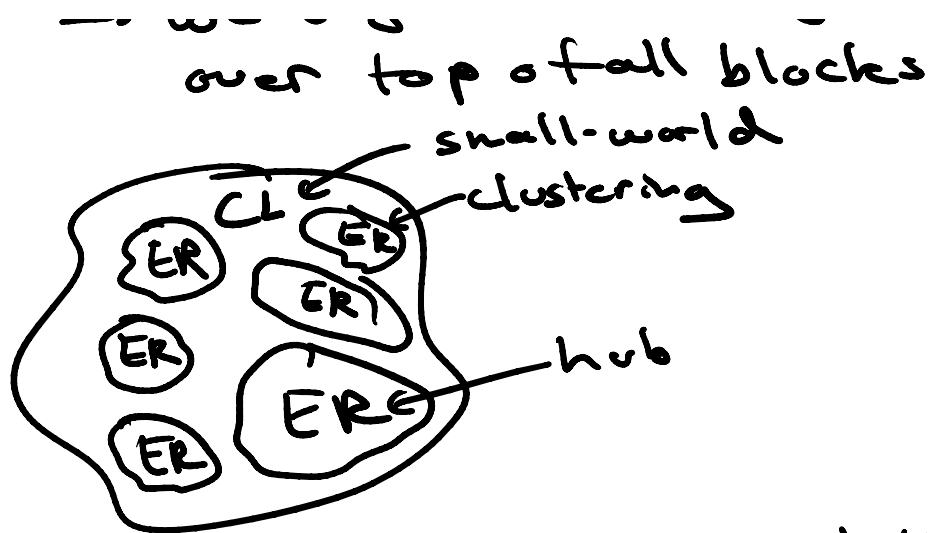 over top of all blocks
small-world
clustering
CL
ER
ER
ER
ER
hub
ER
ER